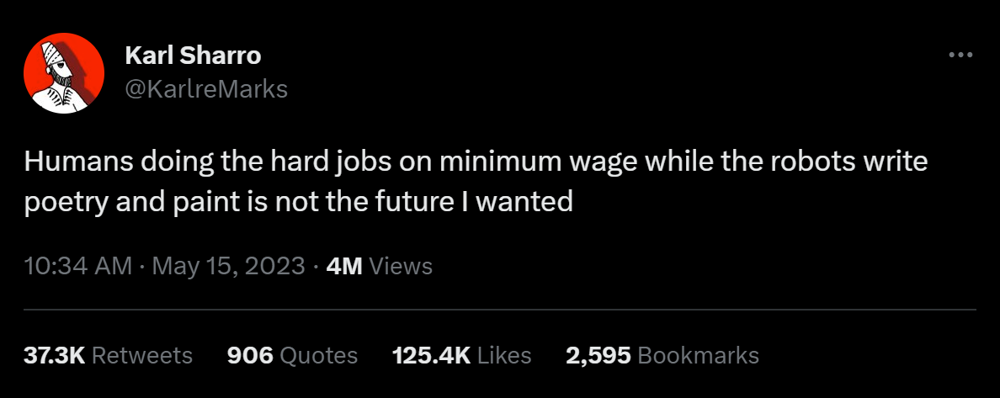 Karl Sharro
@KarlreMarks
Humans doing the hard jobs on minimum wage while the robots write
poetry and paint is not the future I wanted
10:34 AM · May 15, 2023 · 4M Views
37.3K Retweets 906 Quotes 125.4K Likes 2,595 Bookmarks